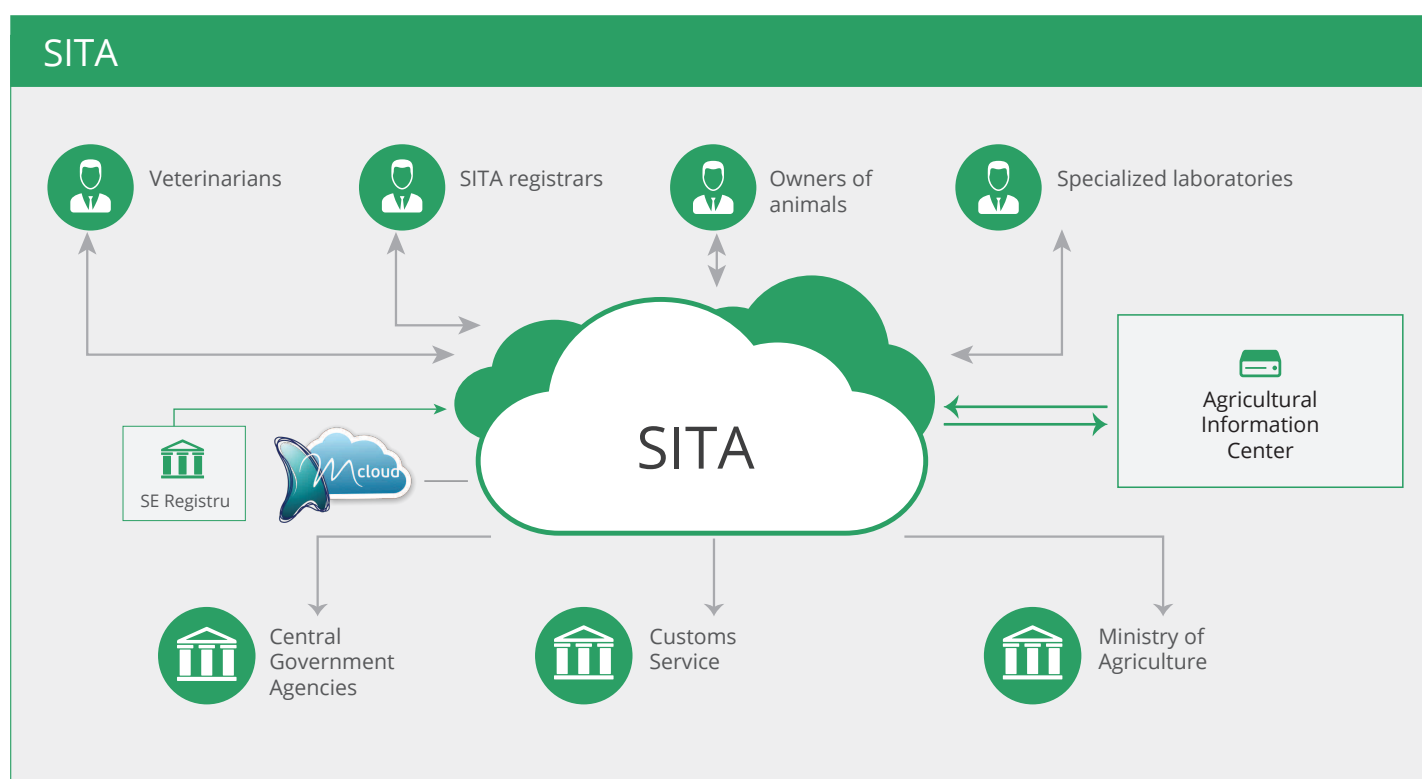 SITA
Veterinarians
SITA registrars
Owners of
animals
Specialized laboratories
SITA
Agricultural
Information
Center
SE Registru
Mcloud
Central
Government
Agencies
Customs
Service
Ministry of
Agriculture